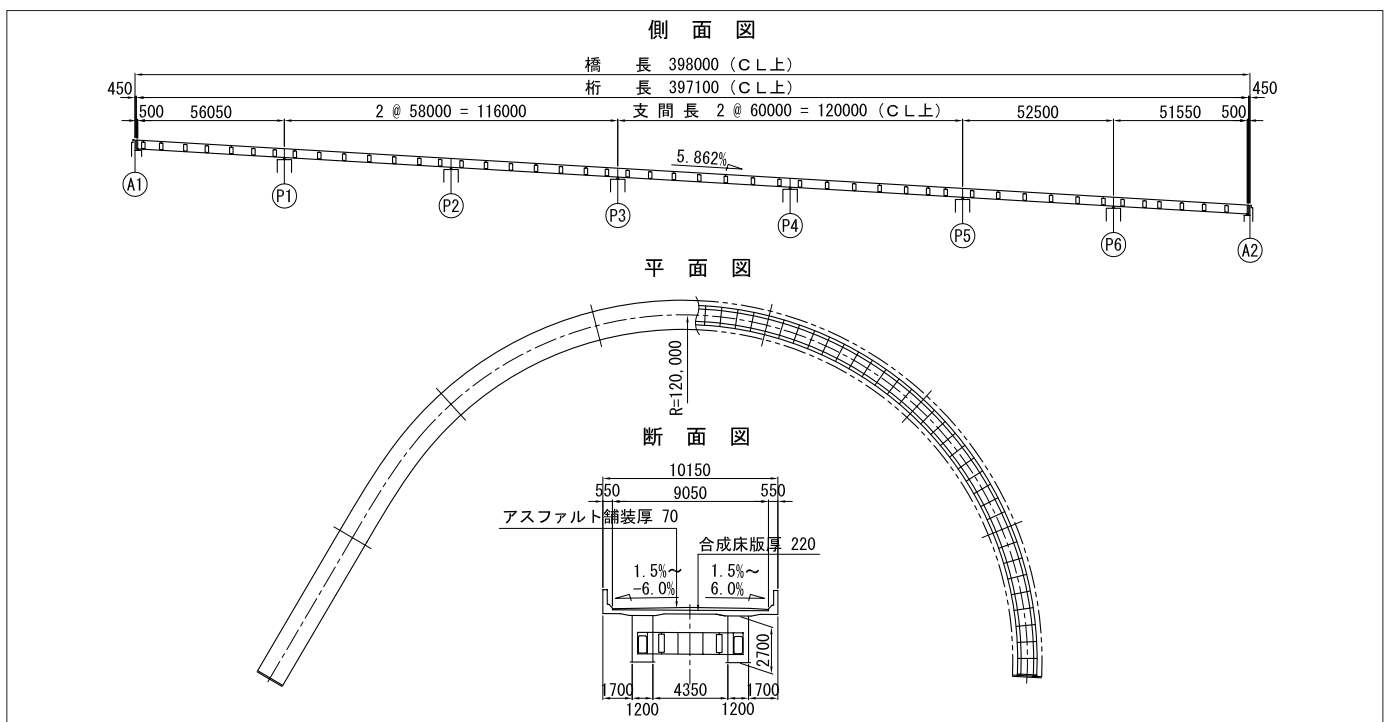 側 面 図
橋 長 398000 (CL上)
450 桁 長 397100 (CL上) 450
500 56050 2 @ 58000 = 116000 支 間 長 2 @ 60000 = 120000 (CL上) 52500 51550 500
5.862%
A1 P1 P2 P3 P4 P5 P6 A2
平 面 図
R=120,000
断 面 図
10150
550 9050 550
アスファルト舗装厚 70
合成床版厚 220
1.5%～ 1.5%～
-6.0% 6.0%
2700
1700 4350 1700
1200 1200